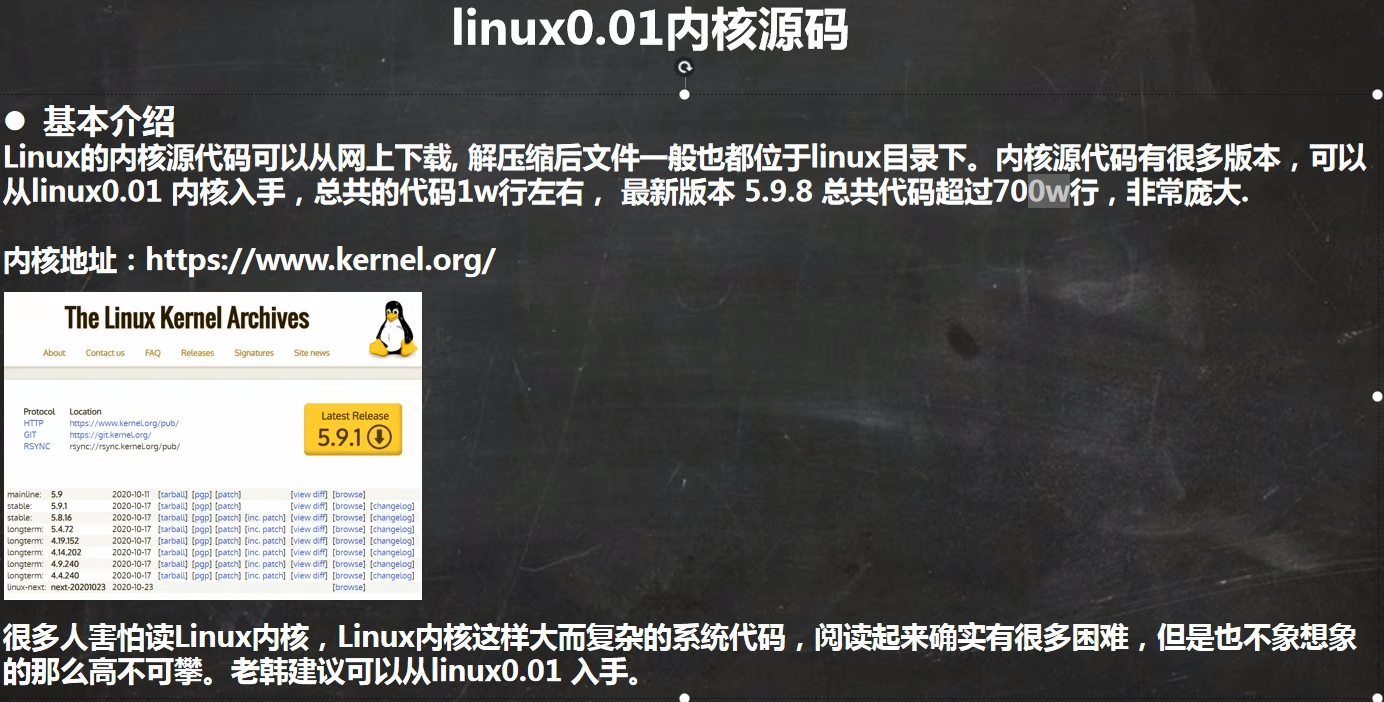 linux0.01内核源码
● 基本介绍
Linux的内核源代码可以从网上下载, 解压缩后文件一般也都位于linux目录下。内核源代码有很多版本，可以
从linux0.01 内核入手，总共的代码1w行左右， 最新版本 5.9.8 总共代码超过700w行，非常庞大.
内核地址：https://www.kernel.org/
The Linux Kernel Archives
About Contact us FAQ Releases Signatures Site news
Protocol Location
HTTP https://www.kernel.org/pub/
GIT https://git.kernel.org/
RSYNC rsync://rsync.kernel.org/pub/
Latest Release
5.9.1
mainline: 5.9 2020-10-11 [tarball] [pgp] [patch] [view diff] [browse]
stable: 5.9.1 2020-10-17 [tarball] [pgp] [patch] [view diff] [browse] [changelog]
stable: 5.8.16 2020-10-17 [tarball] [pgp] [patch] [inc. patch] [view diff] [browse] [changelog]
longterm: 5.4.72 2020-10-17 [tarball] [pgp] [patch] [inc. patch] [view diff] [browse] [changelog]
longterm: 4.19.152 2020-10-17 [tarball] [pgp] [patch] [inc. patch] [view diff] [browse] [changelog]
longterm: 4.14.202 2020-10-17 [tarball] [pgp] [patch] [inc. patch] [view diff] [browse] [changelog]
longterm: 4.9.240 2020-10-17 [tarball] [pgp] [patch] [inc. patch] [view diff] [browse] [changelog]
longterm: 4.4.240 2020-10-17 [tarball] [pgp] [patch] [inc. patch] [view diff] [browse] [changelog]
linux-next: next-20201023 2020-10-23 [browse]
很多人害怕读Linux内核，Linux内核这样大而复杂的系统代码，阅读起来确实有很多困难，但是也不象想象
的那么高不可攀。老韩建议可以从linux0.01 入手。